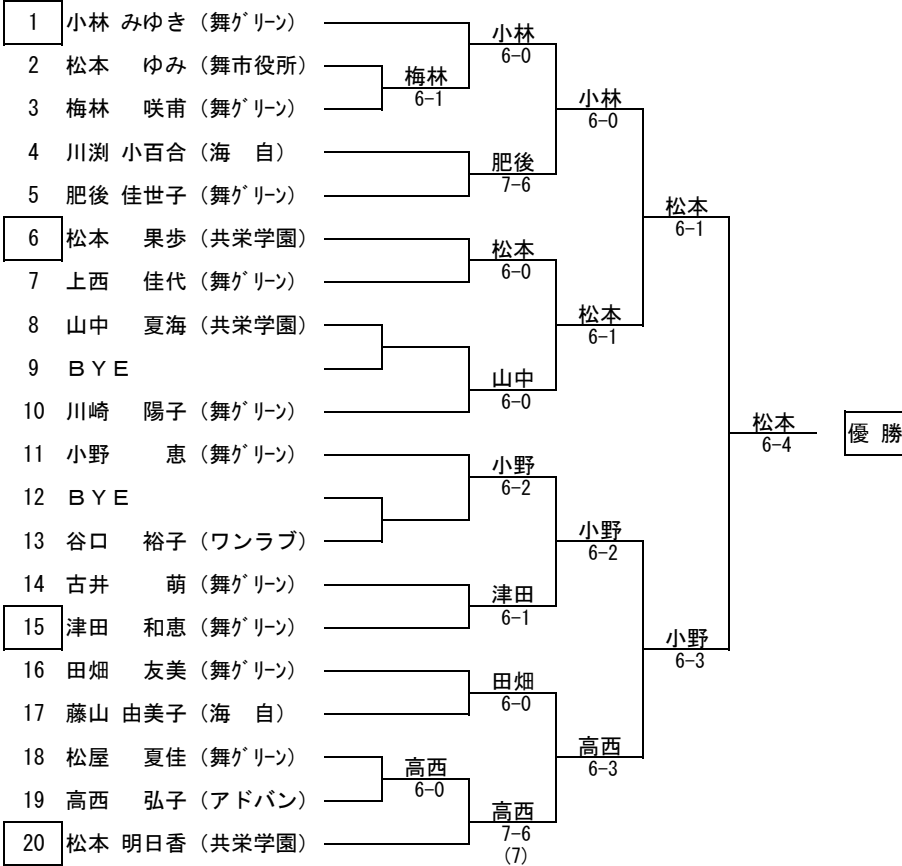 1 小林 みゆき (舞ｸﾞﾘｰﾝ)
2 松本 ゆみ (舞市役所)
3 梅林 咲甫 (舞ｸﾞﾘｰﾝ)
4 川渕 小百合 (海 自)
5 肥後 佳世子 (舞ｸﾞﾘｰﾝ)
6 松本 果歩 (共栄学園)
7 上西 佳代 (舞ｸﾞﾘｰﾝ)
8 山中 夏海 (共栄学園)
9 ＢＹＥ
10 川崎 陽子 (舞ｸﾞﾘｰﾝ)
11 小野 恵 (舞ｸﾞﾘｰﾝ)
12 ＢＹＥ
13 谷口 裕子 (ワンラブ)
14 古井 萌 (舞ｸﾞﾘｰﾝ)
15 津田 和恵 (舞ｸﾞﾘｰﾝ)
16 田畑 友美 (舞ｸﾞﾘｰﾝ)
17 藤山 由美子 (海 自)
18 松屋 夏佳 (舞ｸﾞﾘｰﾝ)
19 高西 弘子 (アドバン)
20 松本 明日香 (共栄学園)
梅林
6-1
高西
6-0
小林
6-0
肥後
7-6
松本
6-0
山中
6-0
小野
6-2
津田
6-1
田畑
6-0
高西
7-6
(7)
小林
6-0
松本
6-1
小野
6-2
高西
6-3
松本
6-1
小野
6-3
松本
6-4
優 勝